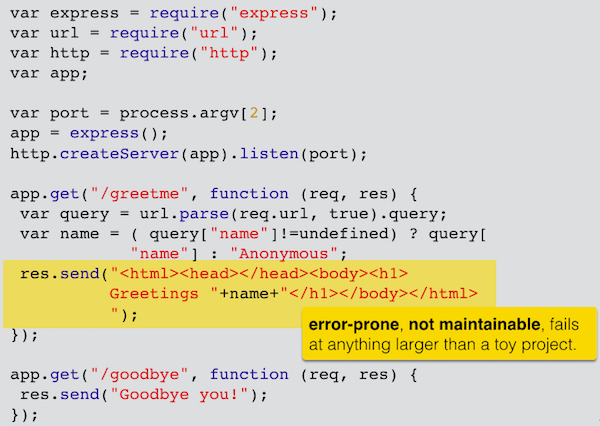 var express = require("express");
var url = require("url");
var http = require("http");
var app;
var port = process.argv[2];
app = express();
http.createServer(app).listen(port);
app.get("/greetme", function (req, res) {
var query = url.parse(req.url, true).query;
var name = ( query["name"]!=undefined) ? query[
"name"] : "Anonymous";
res.send("<html><head></head><body><h1>
Greetings "+name+"</h1></body></html>
");
error-prone, not maintainable, fails
at anything larger than a toy project.
});
app.get("/goodbye", function (req, res) {
res.send("Goodbye you!");
});